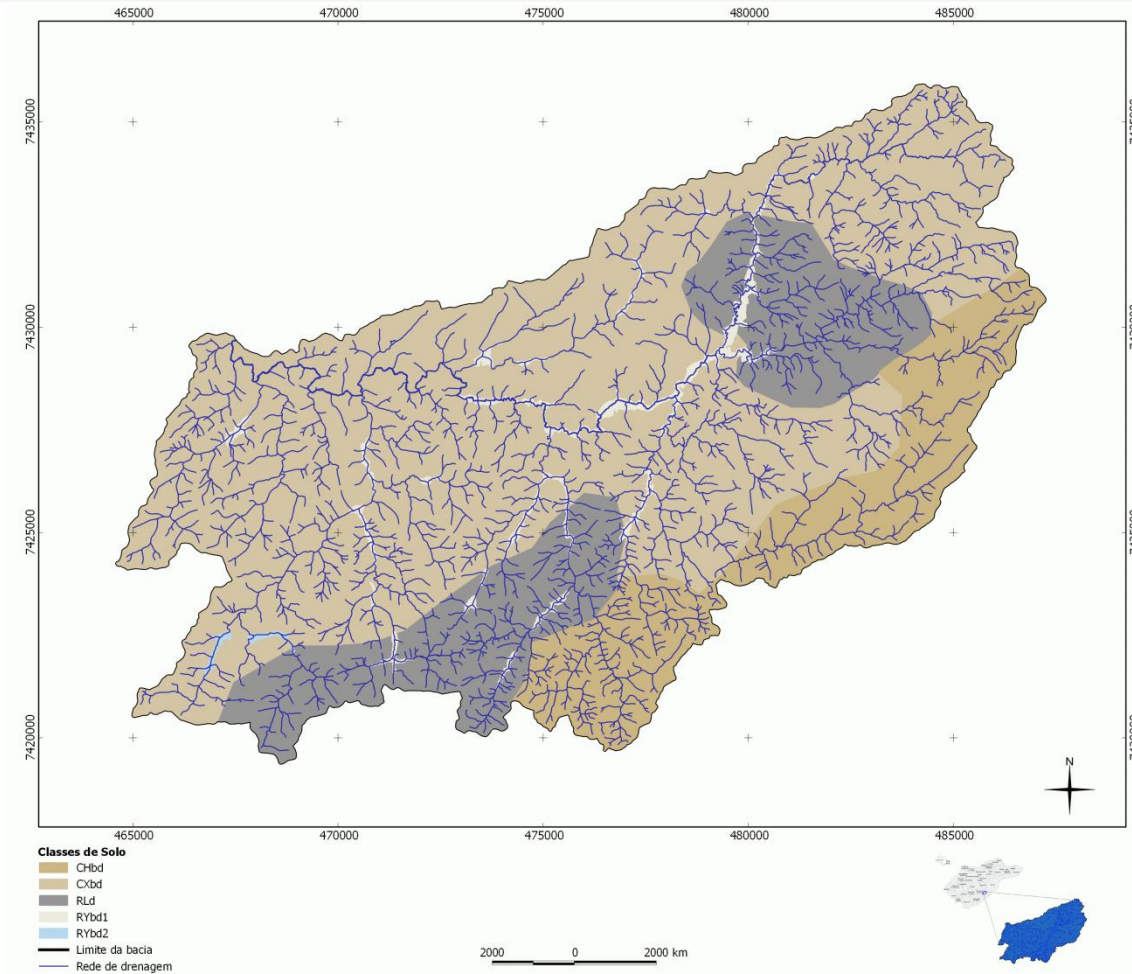 465000 470000 475000 480000 485000
7435000
7430000 7430000
7425000
7420000
N
465000 470000 475000 480000 485000
Classes de Solo
CHbd
CXbd
RLd
RYbd1
RYbd2
Limite da bacia
Rede de drenagem
2000 0 2000 km